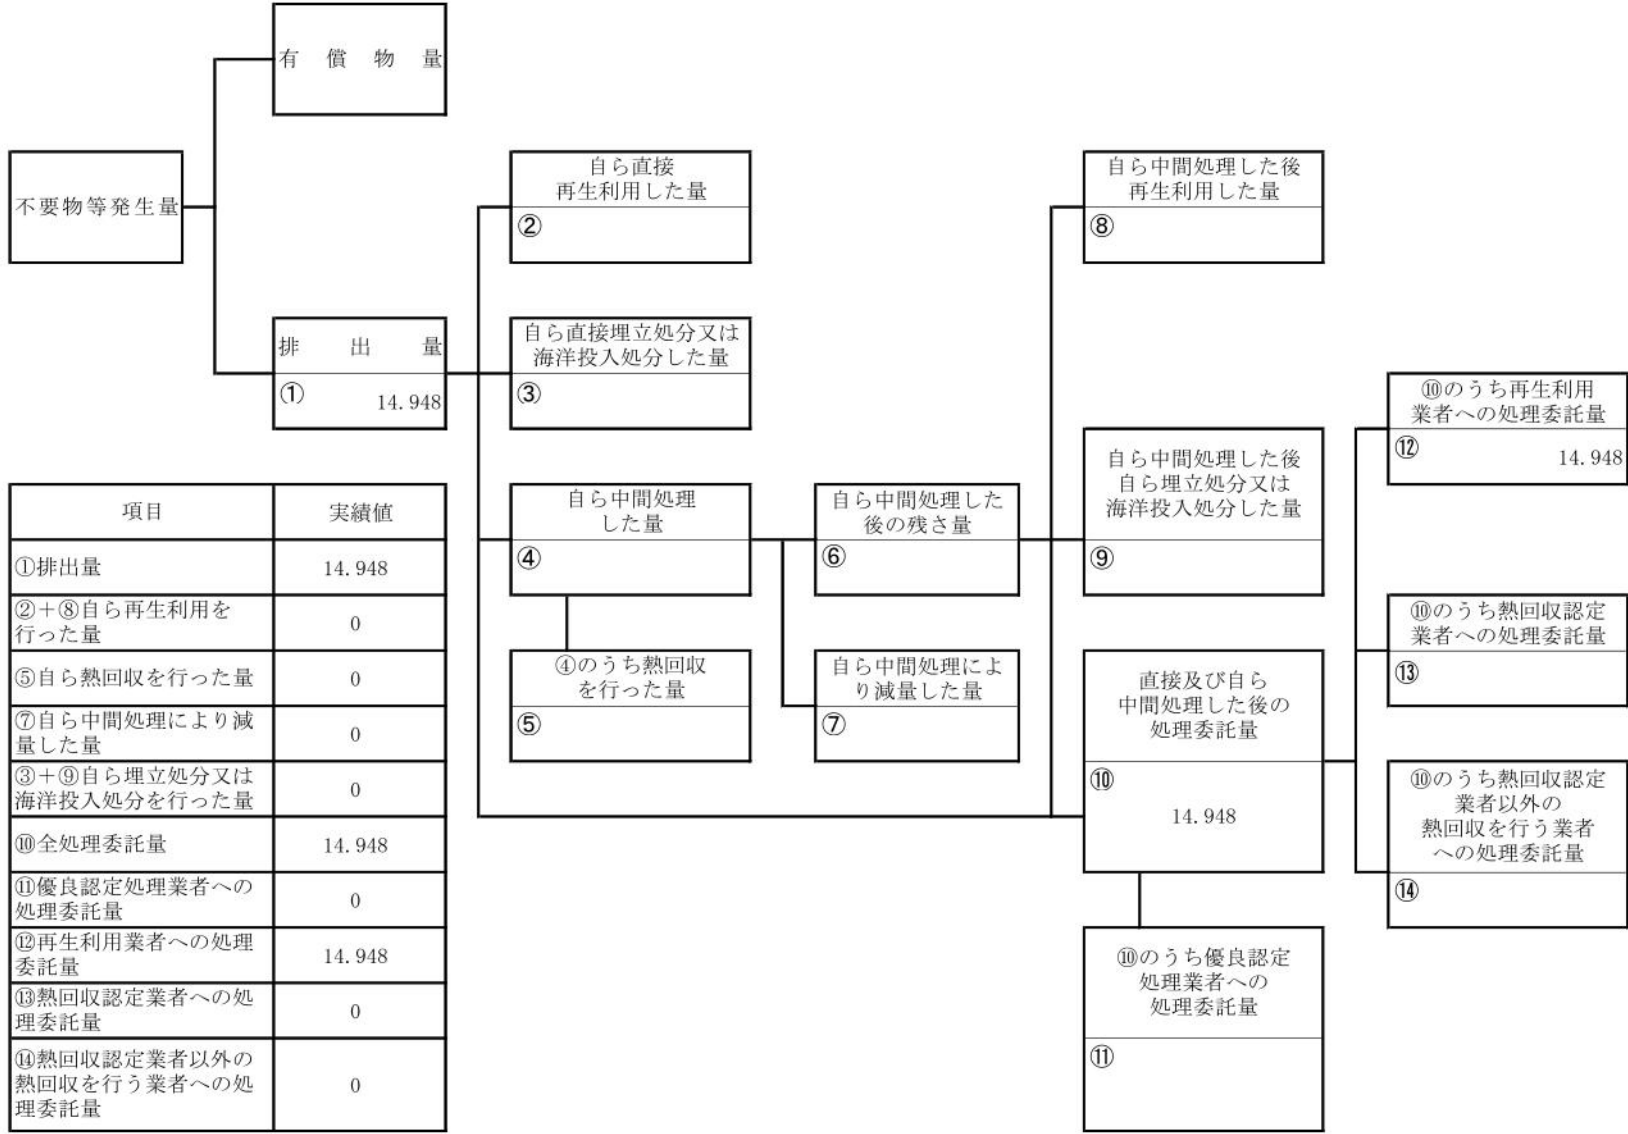 有償物量
不要物等発生量
排出量
①
14.948
自ら直接
再生利用した量
②
自ら直接埋立処分又は
海洋投入処分した量
③
自ら中間処理
した量
④
④のうち熱回収
を行った量
⑤
自ら中間処理した
後の残さ量
⑥
自ら中間処理によ
り減量した量
⑦
自ら中間処理した後
再生利用した量
⑧
自ら中間処理した後
自ら埋立処分又は
海洋投入処分した量
⑨
直接及び自ら
中間処理した後の
処理委託量
⑩
14.948
⑩のうち優良認定
処理業者への
処理委託量
⑪
⑩のうち再生利用
業者への処理委託量
⑫
14.948
⑩のうち熱回収認定
業者への処理委託量
⑬
⑩のうち熱回収認定
業者以外の
熱回収を行う業者
への処理委託量
⑭
項目 実績値
①排出量 14.948
②＋⑧自ら再生利用を
行った量 0
⑤自ら熱回収を行った量 0
⑦自ら中間処理により減
量した量 0
③＋⑨自ら埋立処分又は
海洋投入処分を行った量 0
⑩全処理委託量 14.948
⑪優良認定処理業者への
処理委託量 0
⑫再生利用業者への処理
委託量 14.948
⑬熱回収認定業者への処
理委託量 0
⑭熱回収認定業者以外の
熱回収を行う業者への処
理委託量 0